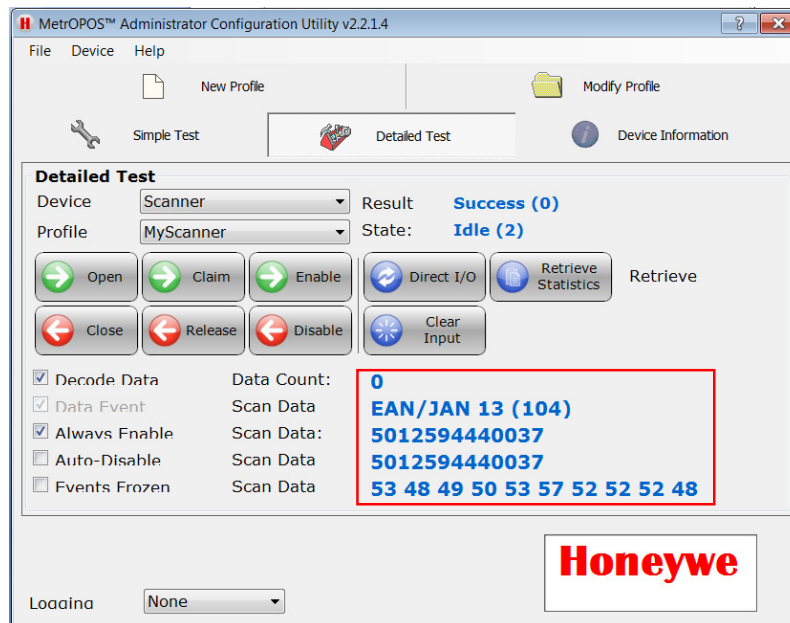 MetrOPOS™ Administrator Configuration Utility v2.2.1.4
File Device Help
New Profile Modify Profile
Simple Test Detailed Test Device Information
Detailed Test
Device Scanner Result Success (0)
Profile MyScanner State: Idle (2)
Open Claim Enable Direct I/O Retrieve Statistics Retrieve
Close Release Disable Clear Input
Decode Data Data Count: 0
Data Event Scan Data EAN/JAN 13 (104)
Always Enable Scan Data: 5012594440037
Auto-Disable Scan Data 5012594440037
Events Frozen Scan Data 53 48 49 50 53 57 52 52 52 48
Honeywe
Logging None